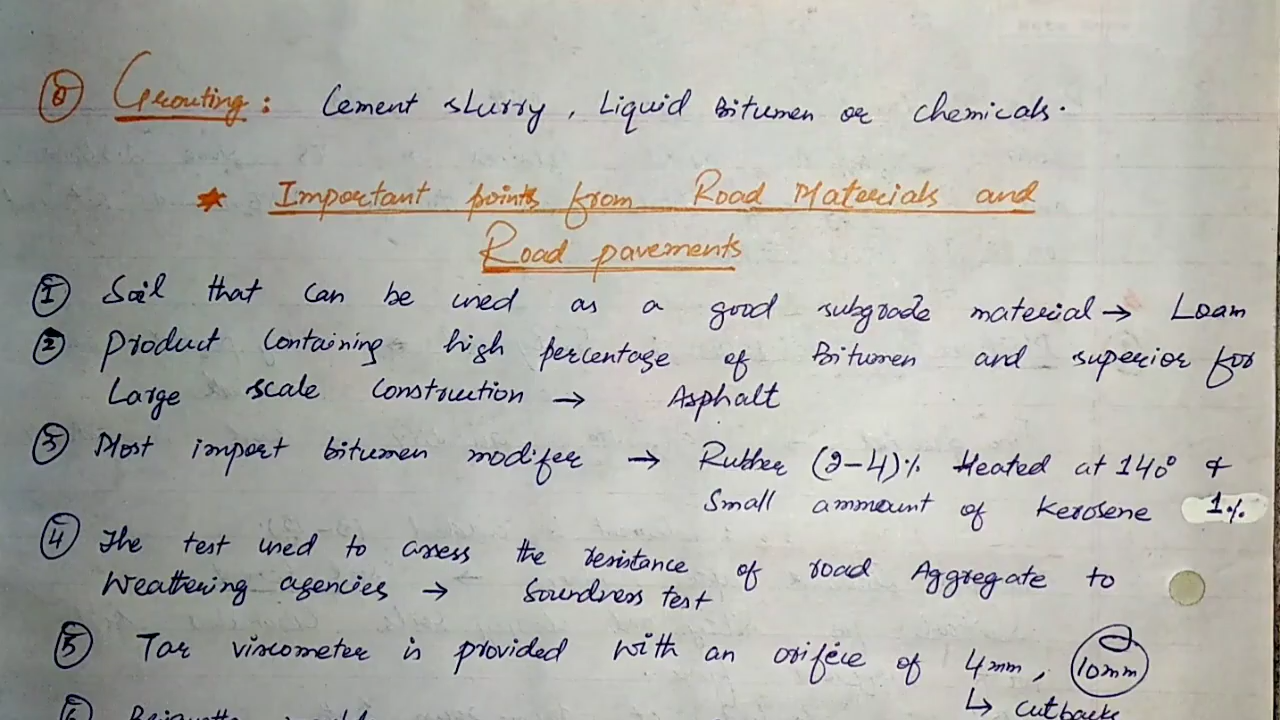 ⑧ Grouting: Cement slurry, Liquid Bitumen or chemicals.
* Important points from Road Materials and
Road pavements
① Soil that can be used as a good subgrade material → Loam
② Product containing high percentage of Bitumen and superior for
Large scale construction → Asphalt
③ Most import bitumen modifer → Rubber (2-4)% Heated at 140° &
Small ammount of Kerosene 1%
④ The test used to assess the resistance of road Aggregate to
Weathering agencies → Soundness test
⑤ Tar viscometer is provided with an orifice of 4mm, 10mm
↳ cutbacks
⑥